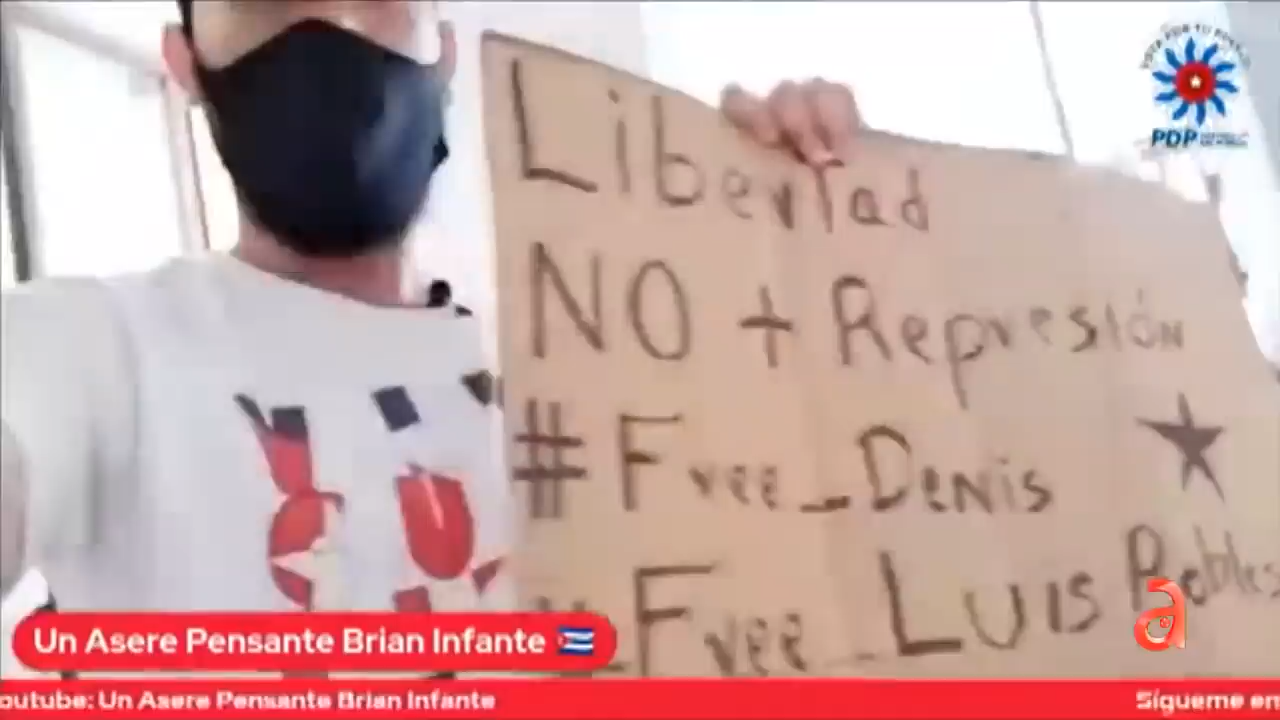 Libertad
NO + Represión
#Free_Denis
#Free_Luis Robles
PDP
a
Un Asere Pensante Brian Infante
outube: Un Asere Pensante Brian Infante
Sígueme en